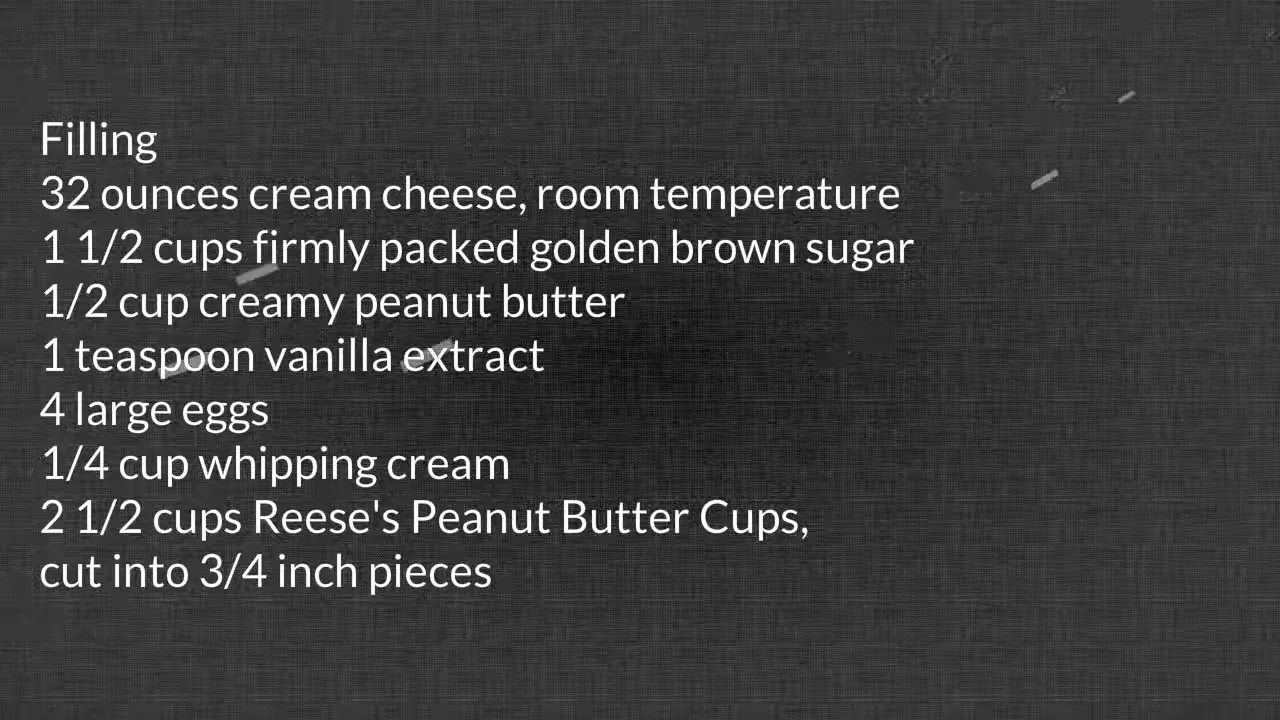 Filling
32 ounces cream cheese, room temperature
1 1/2 cups firmly packed golden brown sugar
1/2 cup creamy peanut butter
1 teaspoon vanilla extract
4 large eggs
1/4 cup whipping cream
2 1/2 cups Reese's Peanut Butter Cups,
cut into 3/4 inch pieces